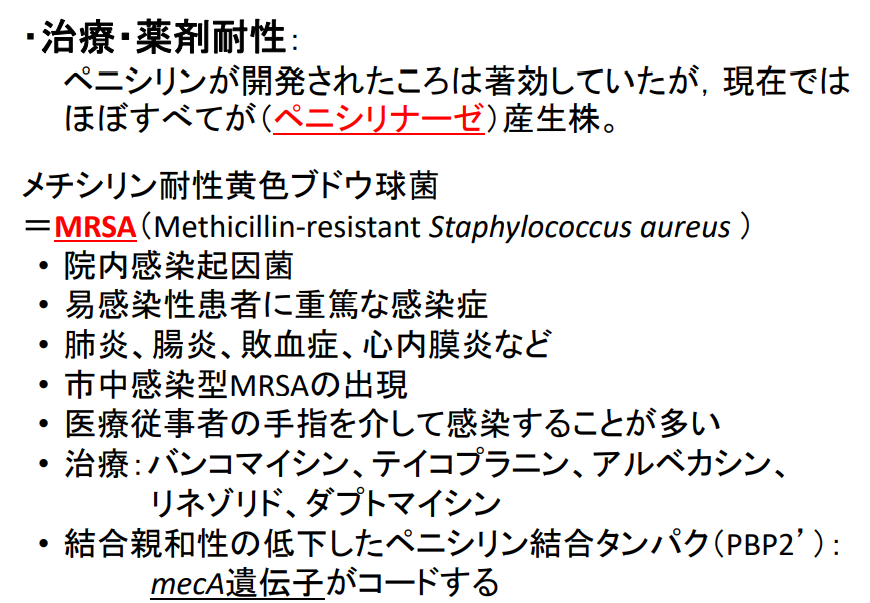 ・治療・薬剤耐性：
ペニシリンが開発されたころは著効していたが，現在では
ほぼすべてが（ペニシリナーゼ）産生株。
メチシリン耐性黄色ブドウ球菌
＝MRSA（Methicillin-resistant Staphylococcus aureus ）
• 院内感染起因菌
• 易感染性患者に重篤な感染症
• 肺炎、腸炎、敗血症、心内膜炎など
• 市中感染型MRSAの出現
• 医療従事者の手指を介して感染することが多い
• 治療：バンコマイシン、テイコプラニン、アルベカシン、
リネゾリド、ダプトマイシン
• 結合親和性の低下したペニシリン結合タンパク（PBP2’）：
mecA遺伝子がコードする